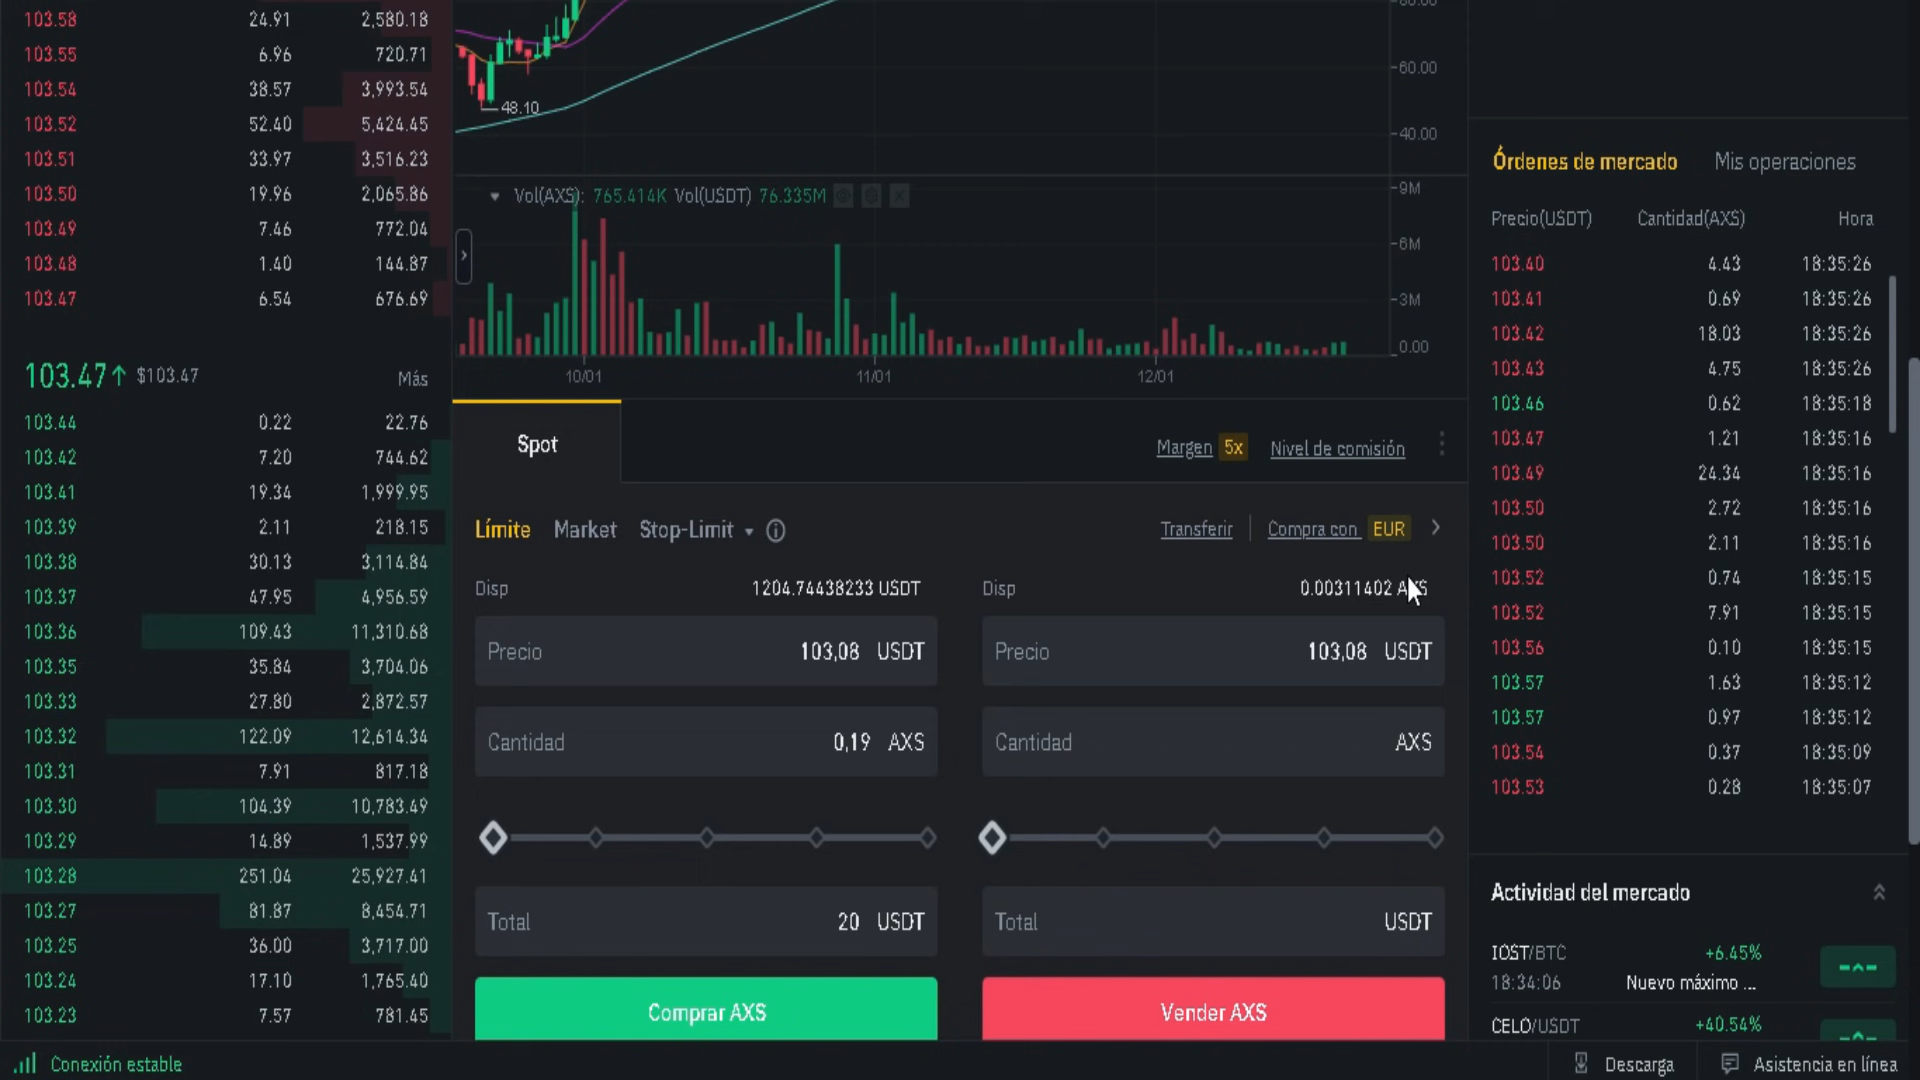 103.58 24.91 2,580.18
103.55 6.96 720.71
103.54 38.57 3,993.54
103.52 52.40 5,424.45
103.51 33.97 3,516.23
103.50 19.96 2,065.86
103.49 7.46 772.04
103.48 1.40 144.87
103.47 6.54 676.69
103.47↑ $103.47 Más
103.44 0.22 22.76
103.42 7.20 744.62
103.41 19.34 1,999.95
103.39 2.11 218.15
103.38 30.13 3,114.84
103.37 47.95 4,956.59
103.36 109.43 11,310.68
103.35 35.84 3,704.06
103.33 27.80 2,872.57
103.32 122.09 12,614.34
103.31 7.91 817.18
103.30 104.39 10,783.49
103.29 14.89 1,537.99
103.28 251.04 25,927.41
103.27 81.87 8,454.71
103.25 36.00 3,717.00
103.24 17.10 1,765.40
103.23 7.57 781.45
60.00
48.10
40.00
Vol(AXS): 765.414K Vol(USDT) 76.335M
9M
6M
3M
0.00
10/01 11/01 12/01
Spot
Margen 5x Nivel de comisión
Límite Market Stop-Limit
Transferir Compra con EUR
Disp 1204.74438233 USDT
Precio 103,08 USDT
Cantidad 0,19 AXS
Total 20 USDT
Comprar AXS
Disp 0.00311402
Precio 103,08 USDT
Cantidad AXS
Total USDT
Vender AXS
Órdenes de mercado Mis operaciones
Precio(USDT) Cantidad(AXS) Hora
103.40 4.43 18:35:26
103.41 0.69 18:35:26
103.42 18.03 18:35:26
103.43 4.75 18:35:26
103.46 0.62 18:35:18
103.47 1.21 18:35:16
103.49 24.34 18:35:16
103.50 2.72 18:35:16
103.50 2.11 18:35:16
103.52 0.74 18:35:15
103.52 7.91 18:35:15
103.56 0.10 18:35:15
103.57 1.63 18:35:12
103.57 0.97 18:35:12
103.54 0.37 18:35:09
103.53 0.28 18:35:07
Actividad del mercado
IOST/BTC +6.45%
18:34:06 Nuevo máximo ...
CELO/USDT +40.54%
Conexión estable
Descarga Asistencia en línea